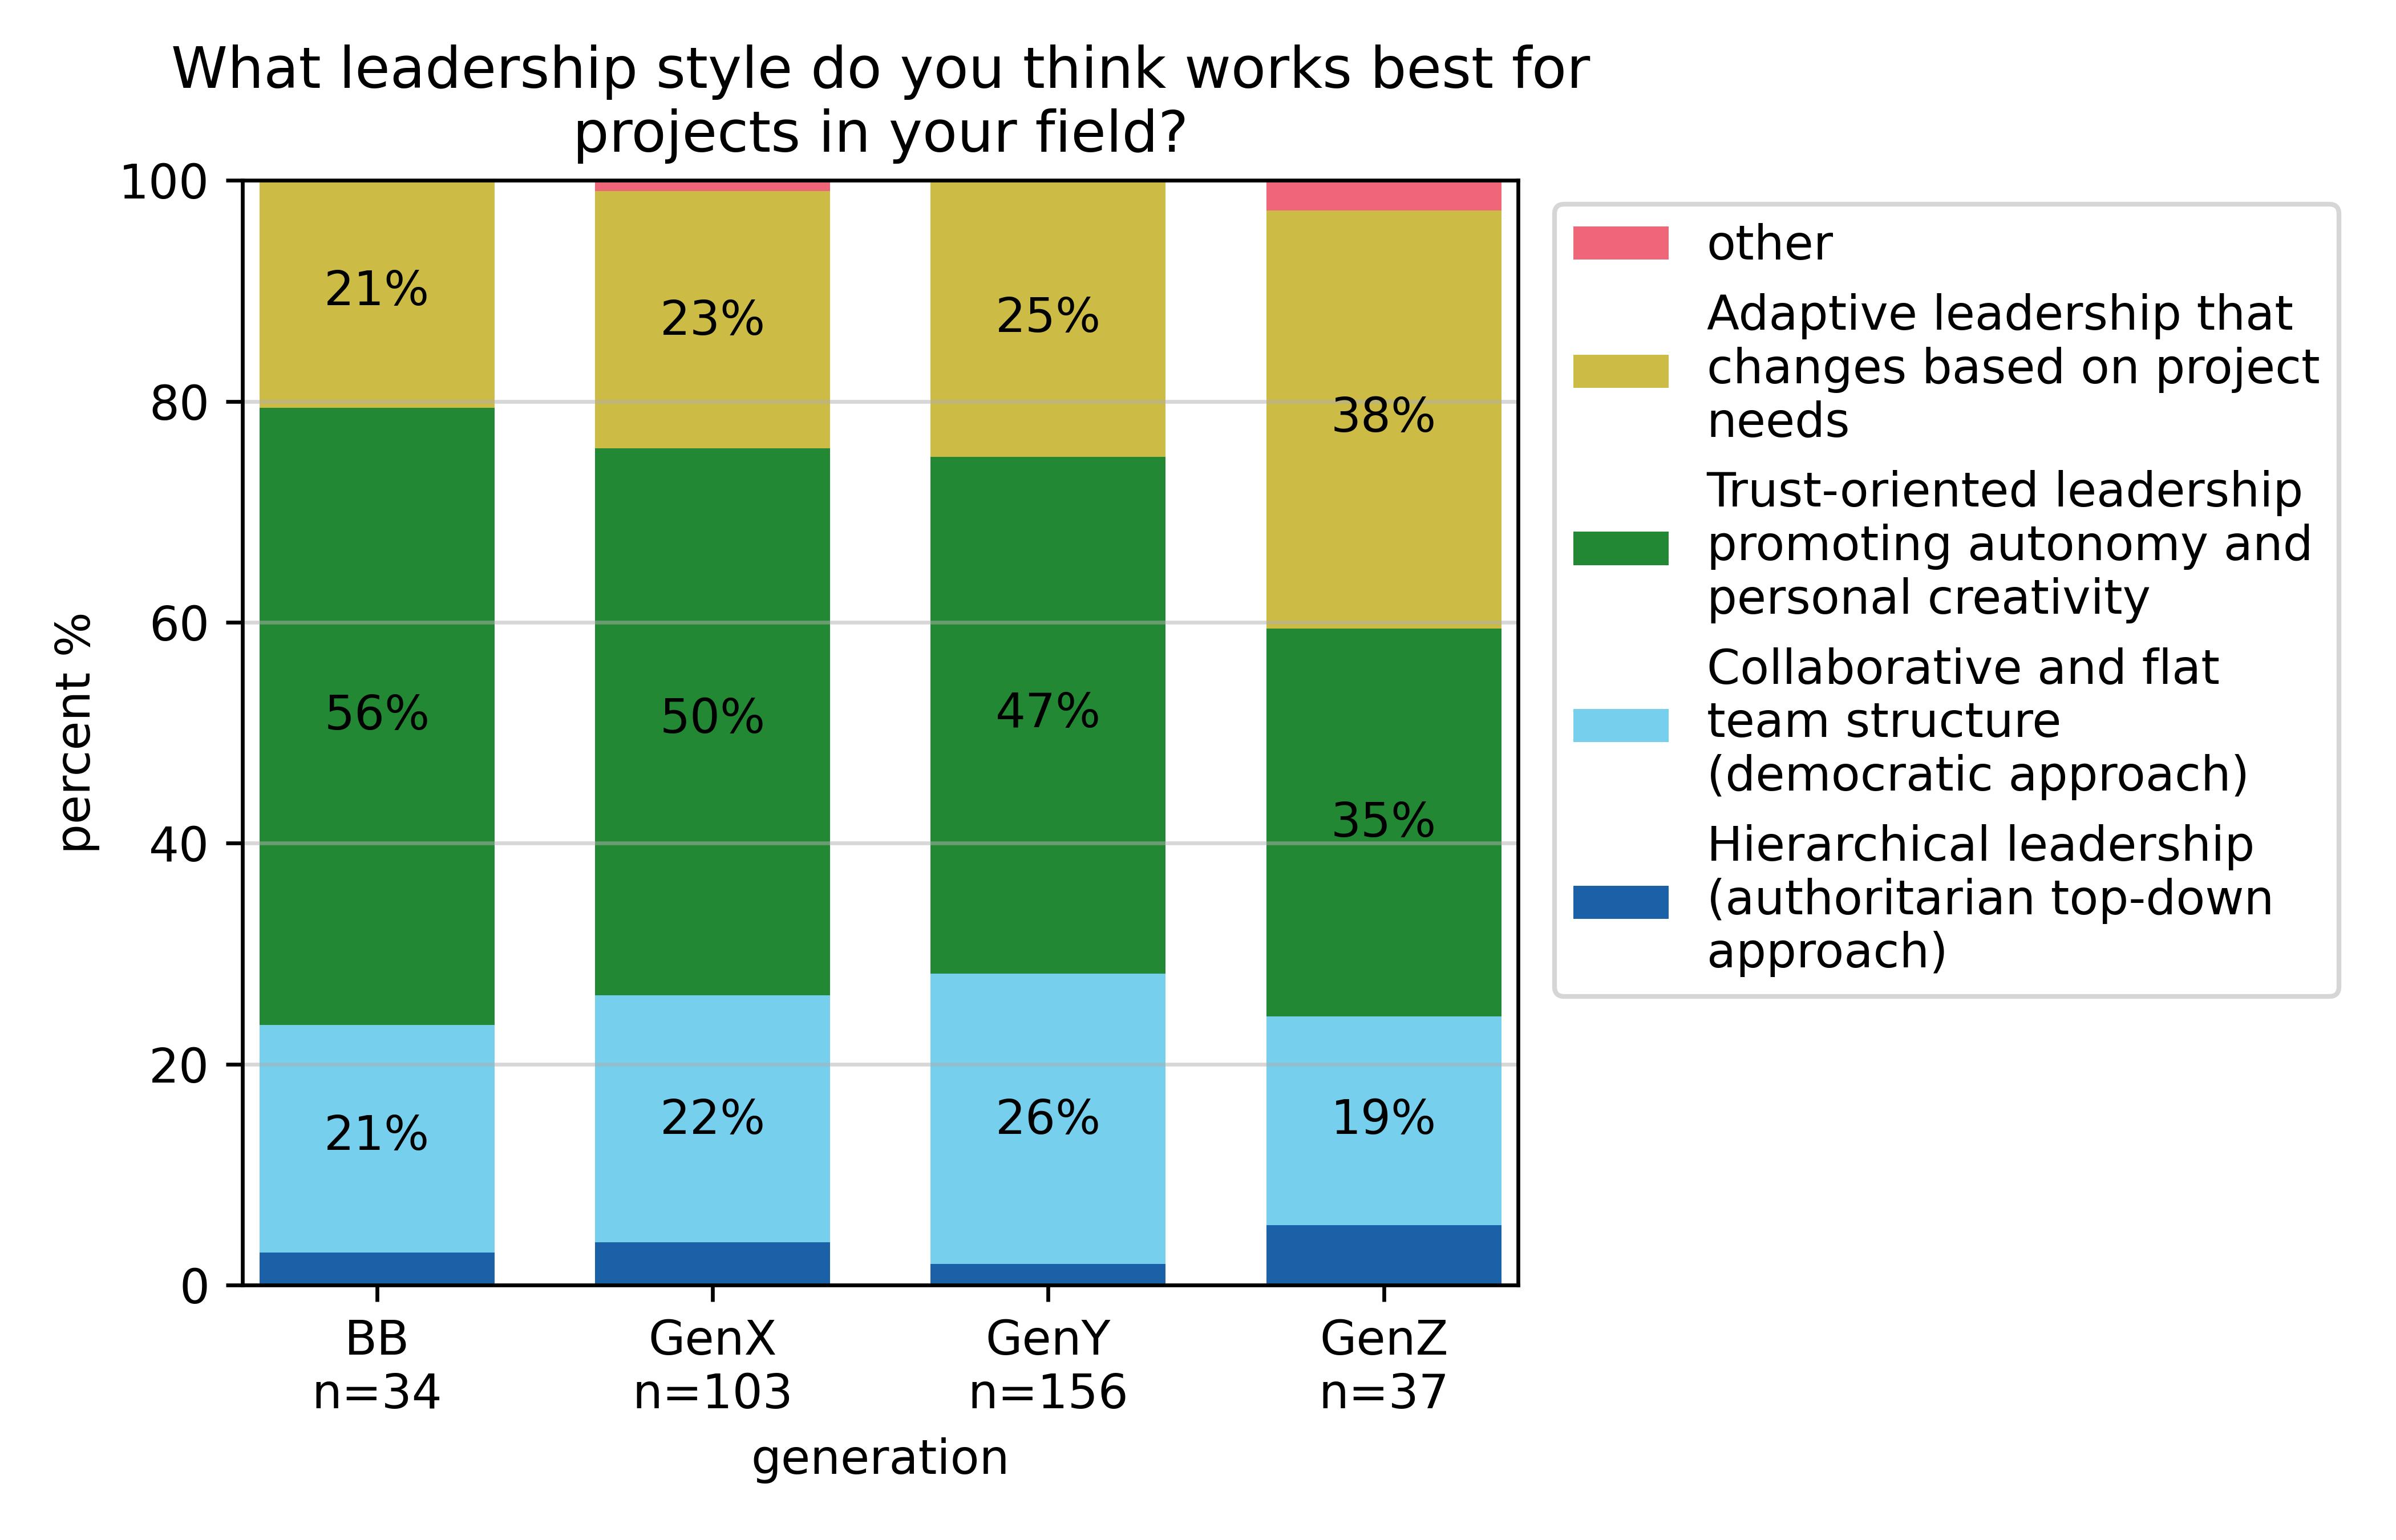 What leadership style do you think works best for
projects in your field?
percent %
100
80
60
40
20
0
21%
56%
21%
23%
50%
22%
25%
47%
26%
38%
35%
19%
BB
n=34
GenX
n=103
GenY
n=156
GenZ
n=37
generation
other
Adaptive leadership that
changes based on project
needs
Trust-oriented leadership
promoting autonomy and
personal creativity
Collaborative and flat
team structure
(democratic approach)
Hierarchical leadership
(authoritarian top-down
approach)